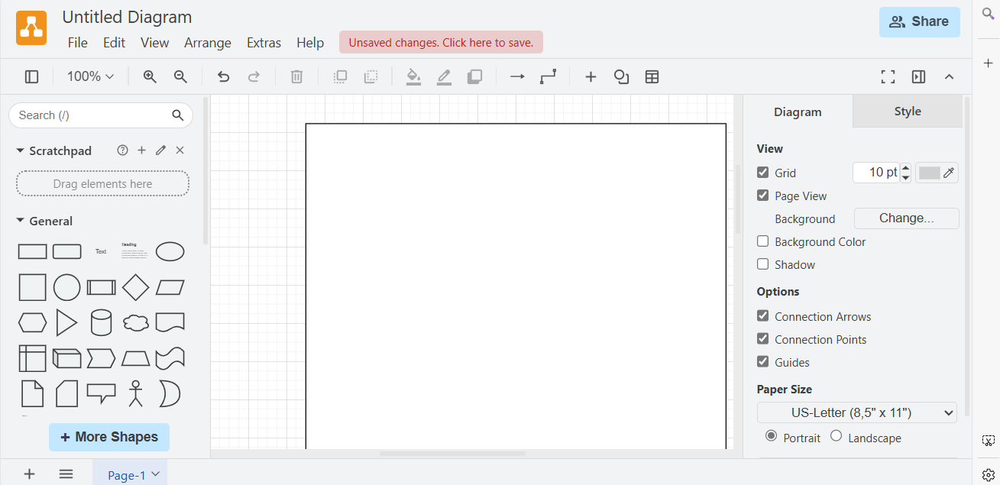 Untitled Diagram
File Edit View Arrange Extras Help Unsaved changes. Click here to save.
Share
100%
Search (/)
Scratchpad
Drag elements here
General
Text
Heading
+ More Shapes
Page-1
Diagram Style
View
Grid 10 pt
Page View
Background Change...
Background Color
Shadow
Options
Connection Arrows
Connection Points
Guides
Paper Size
US-Letter (8,5" x 11")
Portrait Landscape